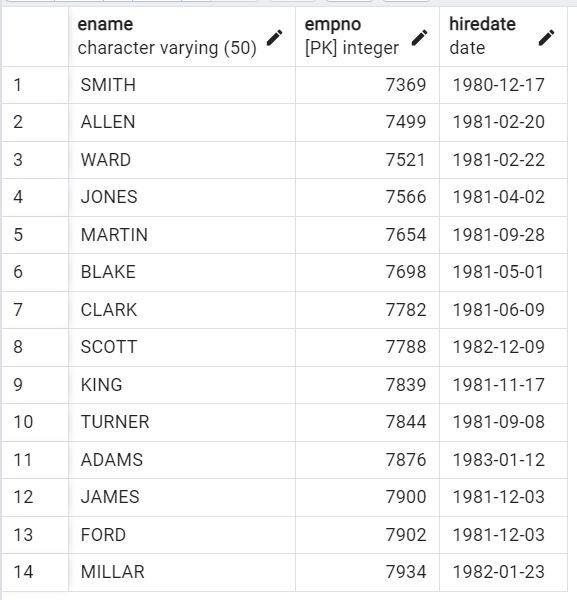 ename empno hiredate
character varying (50) [PK] integer date
1 SMITH 7369 1980-12-17
2 ALLEN 7499 1981-02-20
3 WARD 7521 1981-02-22
4 JONES 7566 1981-04-02
5 MARTIN 7654 1981-09-28
6 BLAKE 7698 1981-05-01
7 CLARK 7782 1981-06-09
8 SCOTT 7788 1982-12-09
9 KING 7839 1981-11-17
10 TURNER 7844 1981-09-08
11 ADAMS 7876 1983-01-12
12 JAMES 7900 1981-12-03
13 FORD 7902 1981-12-03
14 MILLAR 7934 1982-01-23